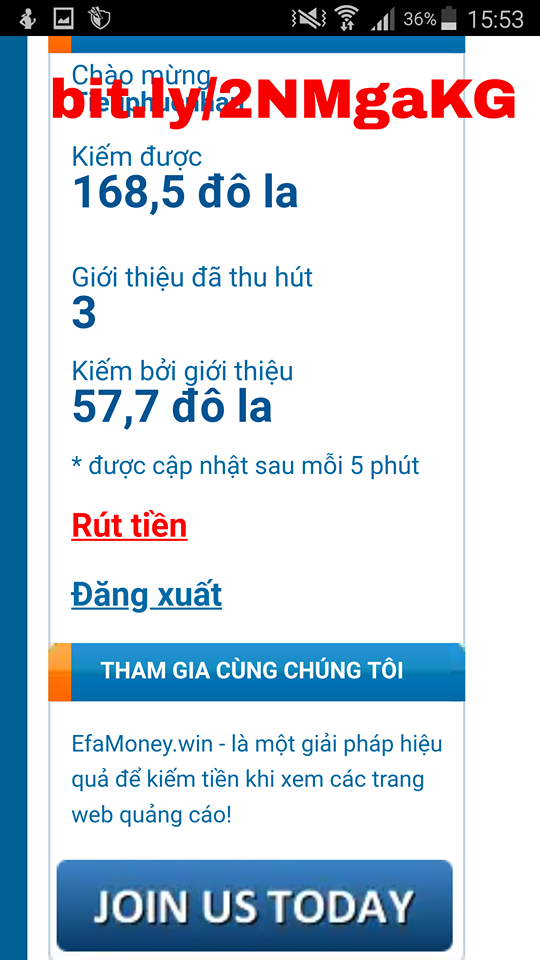 36% 15:53
Chào mừng
bit.ly/2NMgaKG
Kiếm được
168,5 đô la
Giới thiệu đã thu hút
3
Kiếm bởi giới thiệu
57,7 đô la
* được cập nhật sau mỗi 5 phút
Rút tiền
Đăng xuất
THAM GIA CÙNG CHÚNG TÔI
EfaMoney.win - là một giải pháp hiệu
quả để kiếm tiền khi xem các trang
web quảng cáo!
JOIN US TODAY